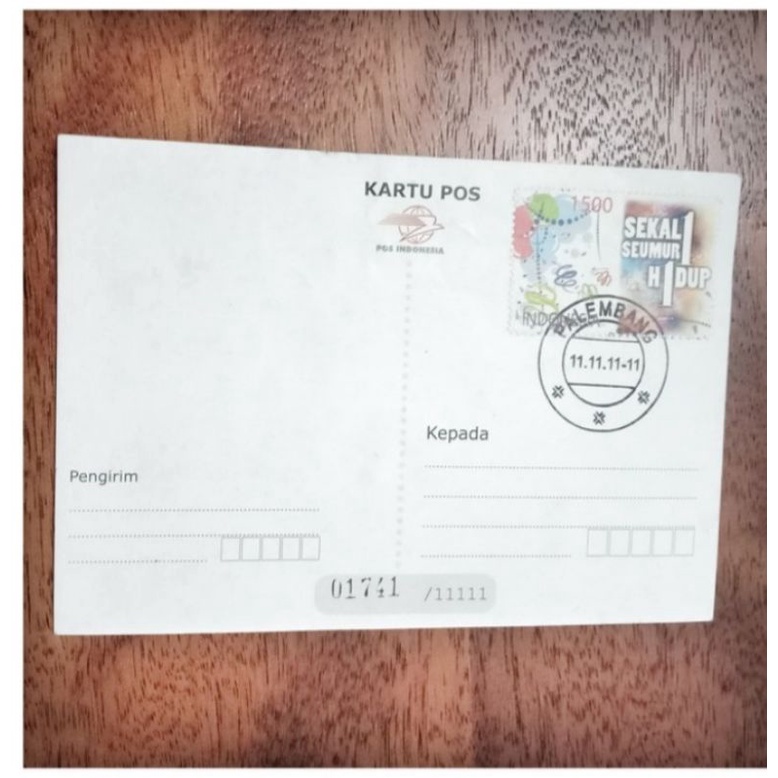 KARTU POS
POS INDONESIA
1500
SEKAL1
SEUMUR
H1DUP
INDONESIA
PALEMBANG
11.11.11-11
Kepada
Pengirim
01741 /11111